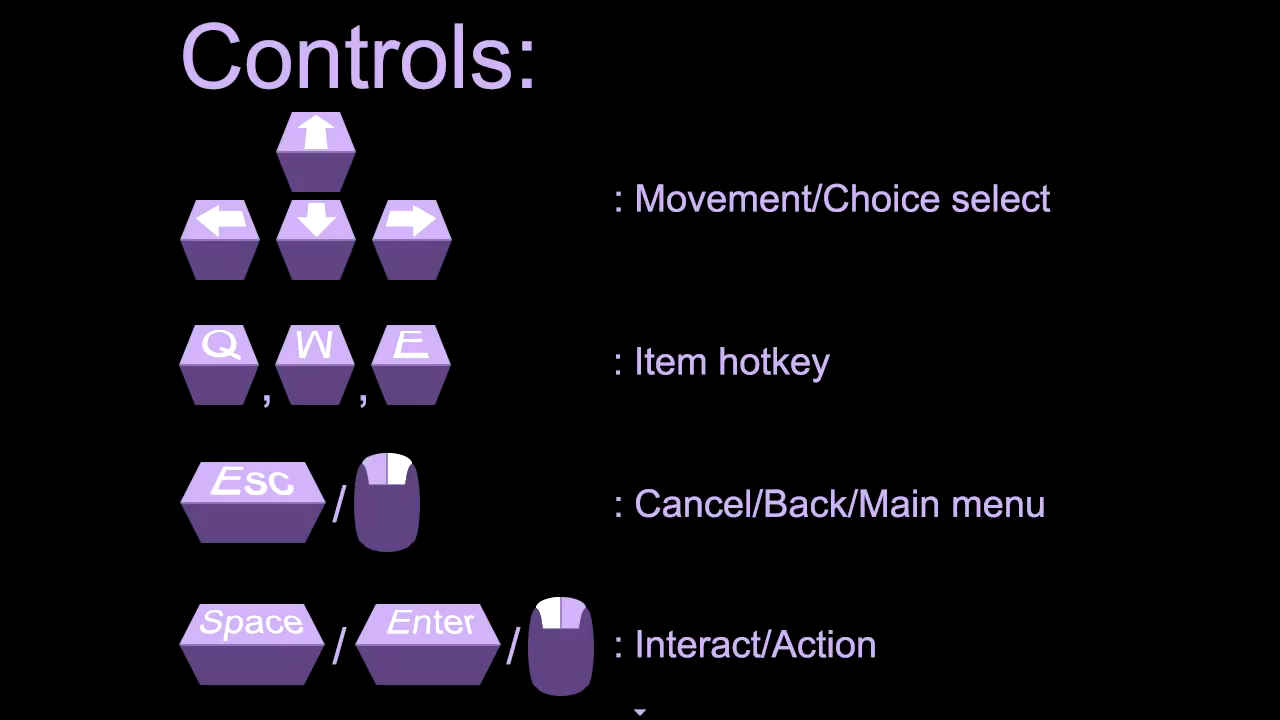 Controls:
: Movement/Choice select
Q , W , E : Item hotkey
Esc / : Cancel/Back/Main menu
Space / Enter / : Interact/Action